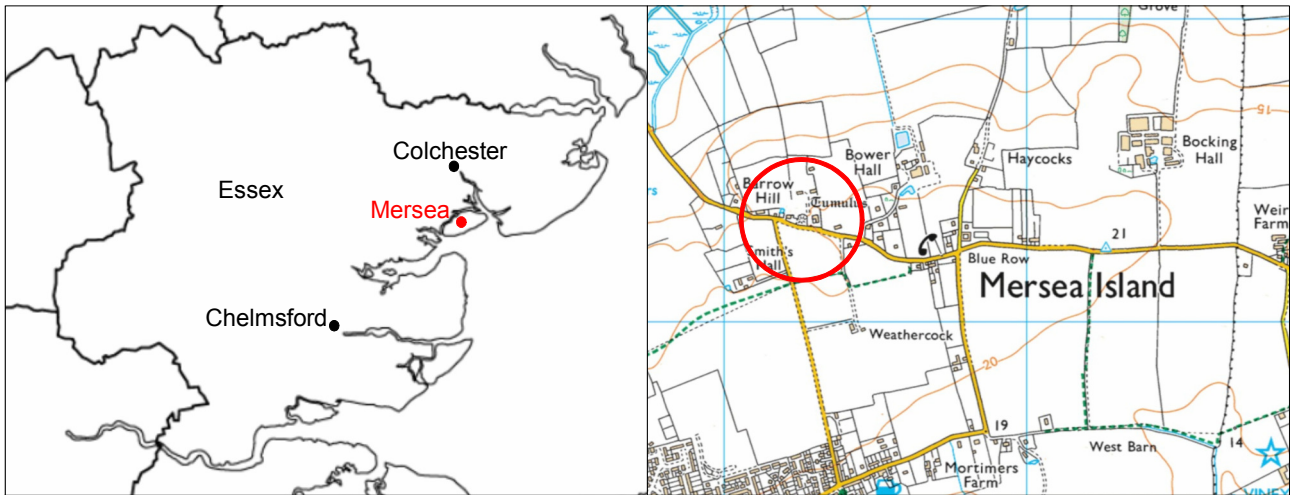 Colchester
Essex
Mersea
Chelmsford
Grove
15
Bocking
Hall
Haycocks
Bower
Hall
Barrow
Hill
Tumulus
Weir
Farm
21
Smith's
Hall
Blue Row
Mersea Island
Weathercock
20
19
West Barn
14
Mortimers
Farm